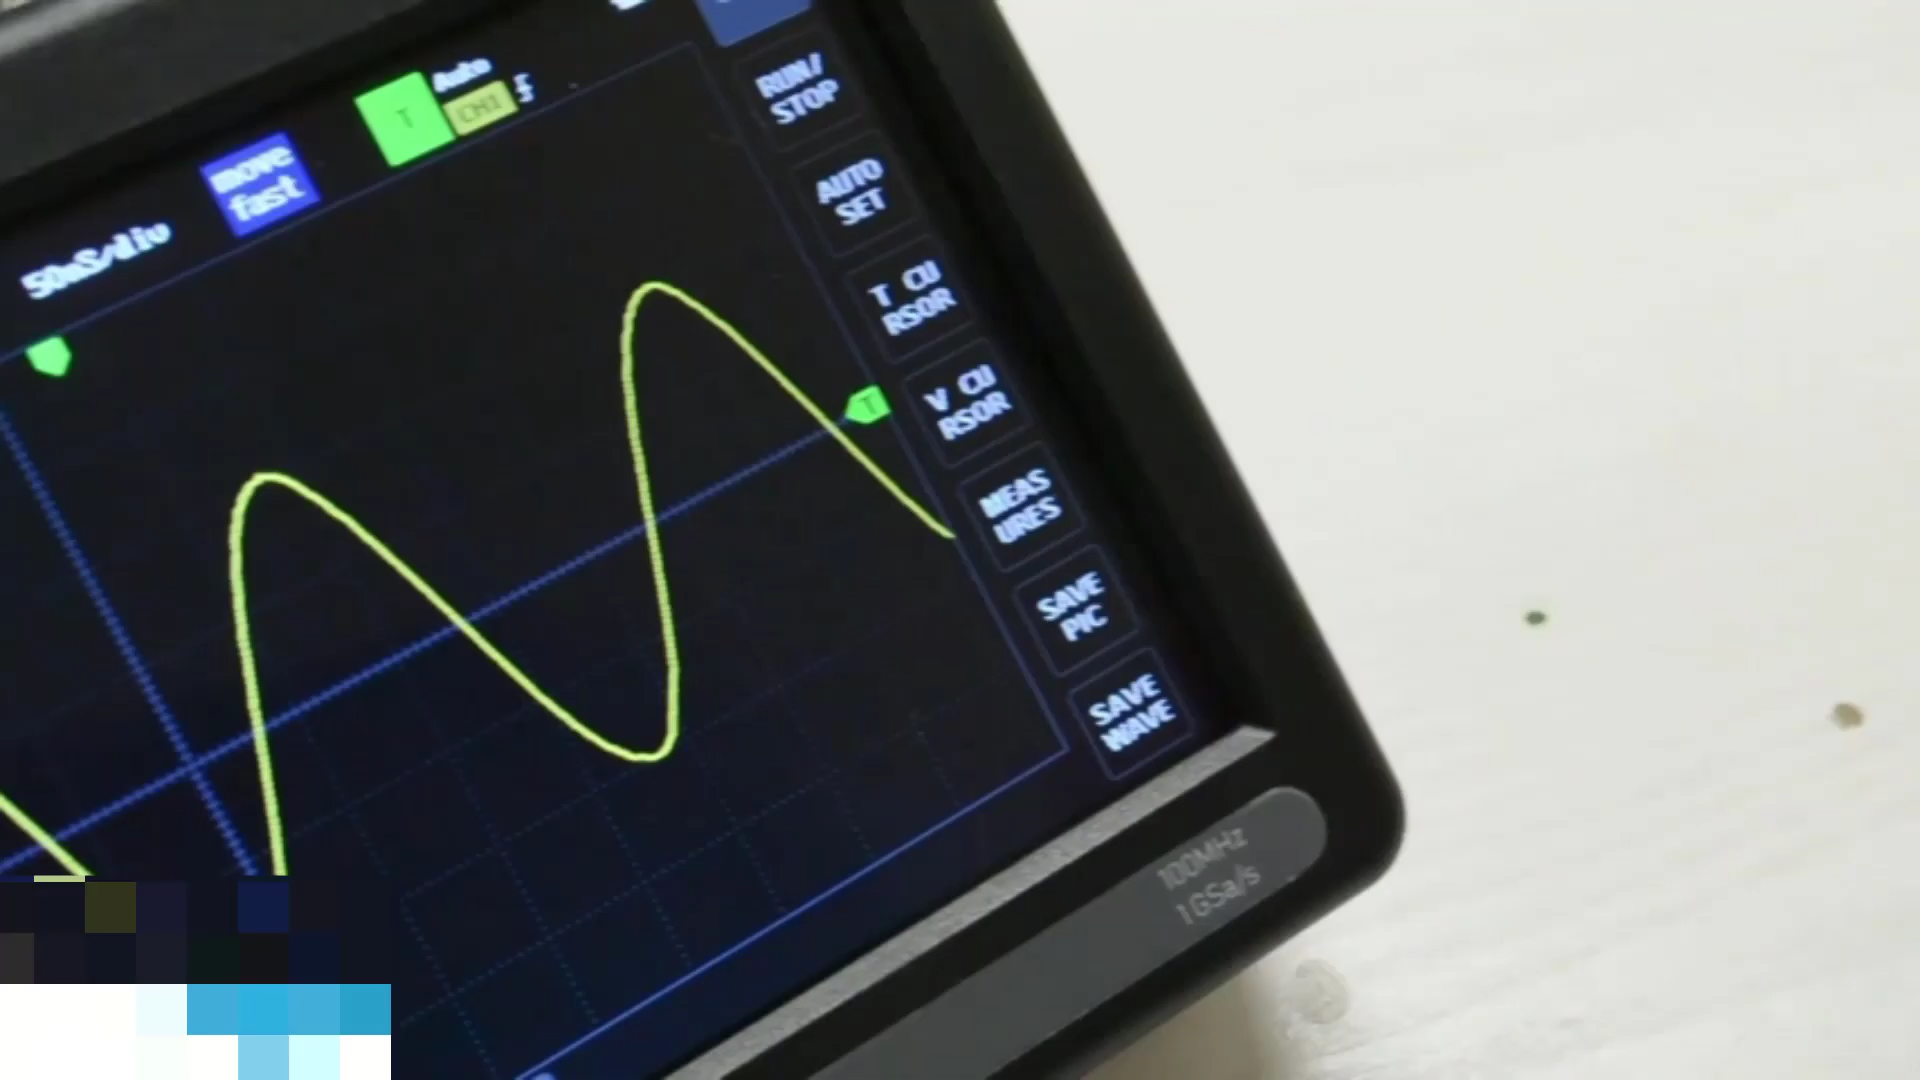 50nS/div
move
fast
T
Auto
CH1
RUN/
STOP
AUTO
SET
T CU
RSOR
V CU
RSOR
T
MEAS
URES
SAVE
PIC
SAVE
WAVE
100MHz
1GSa/s